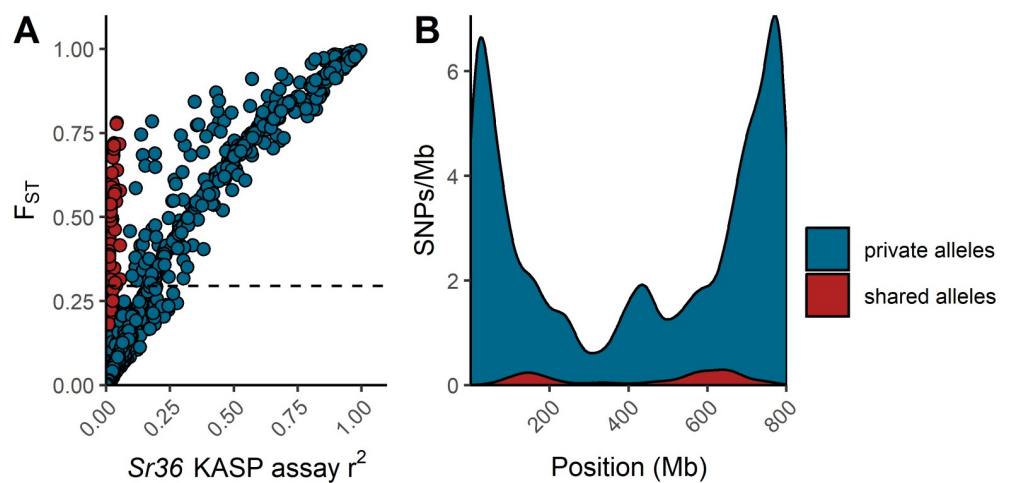 A
F_ST
1.00
0.75
0.50
0.25
0.00
0.00 0.25 0.50 0.75 1.00
Sr36 KASP assay r²
B
SNPs/Mb
6
4
2
0
200 400 600 800
Position (Mb)
private alleles
shared alleles